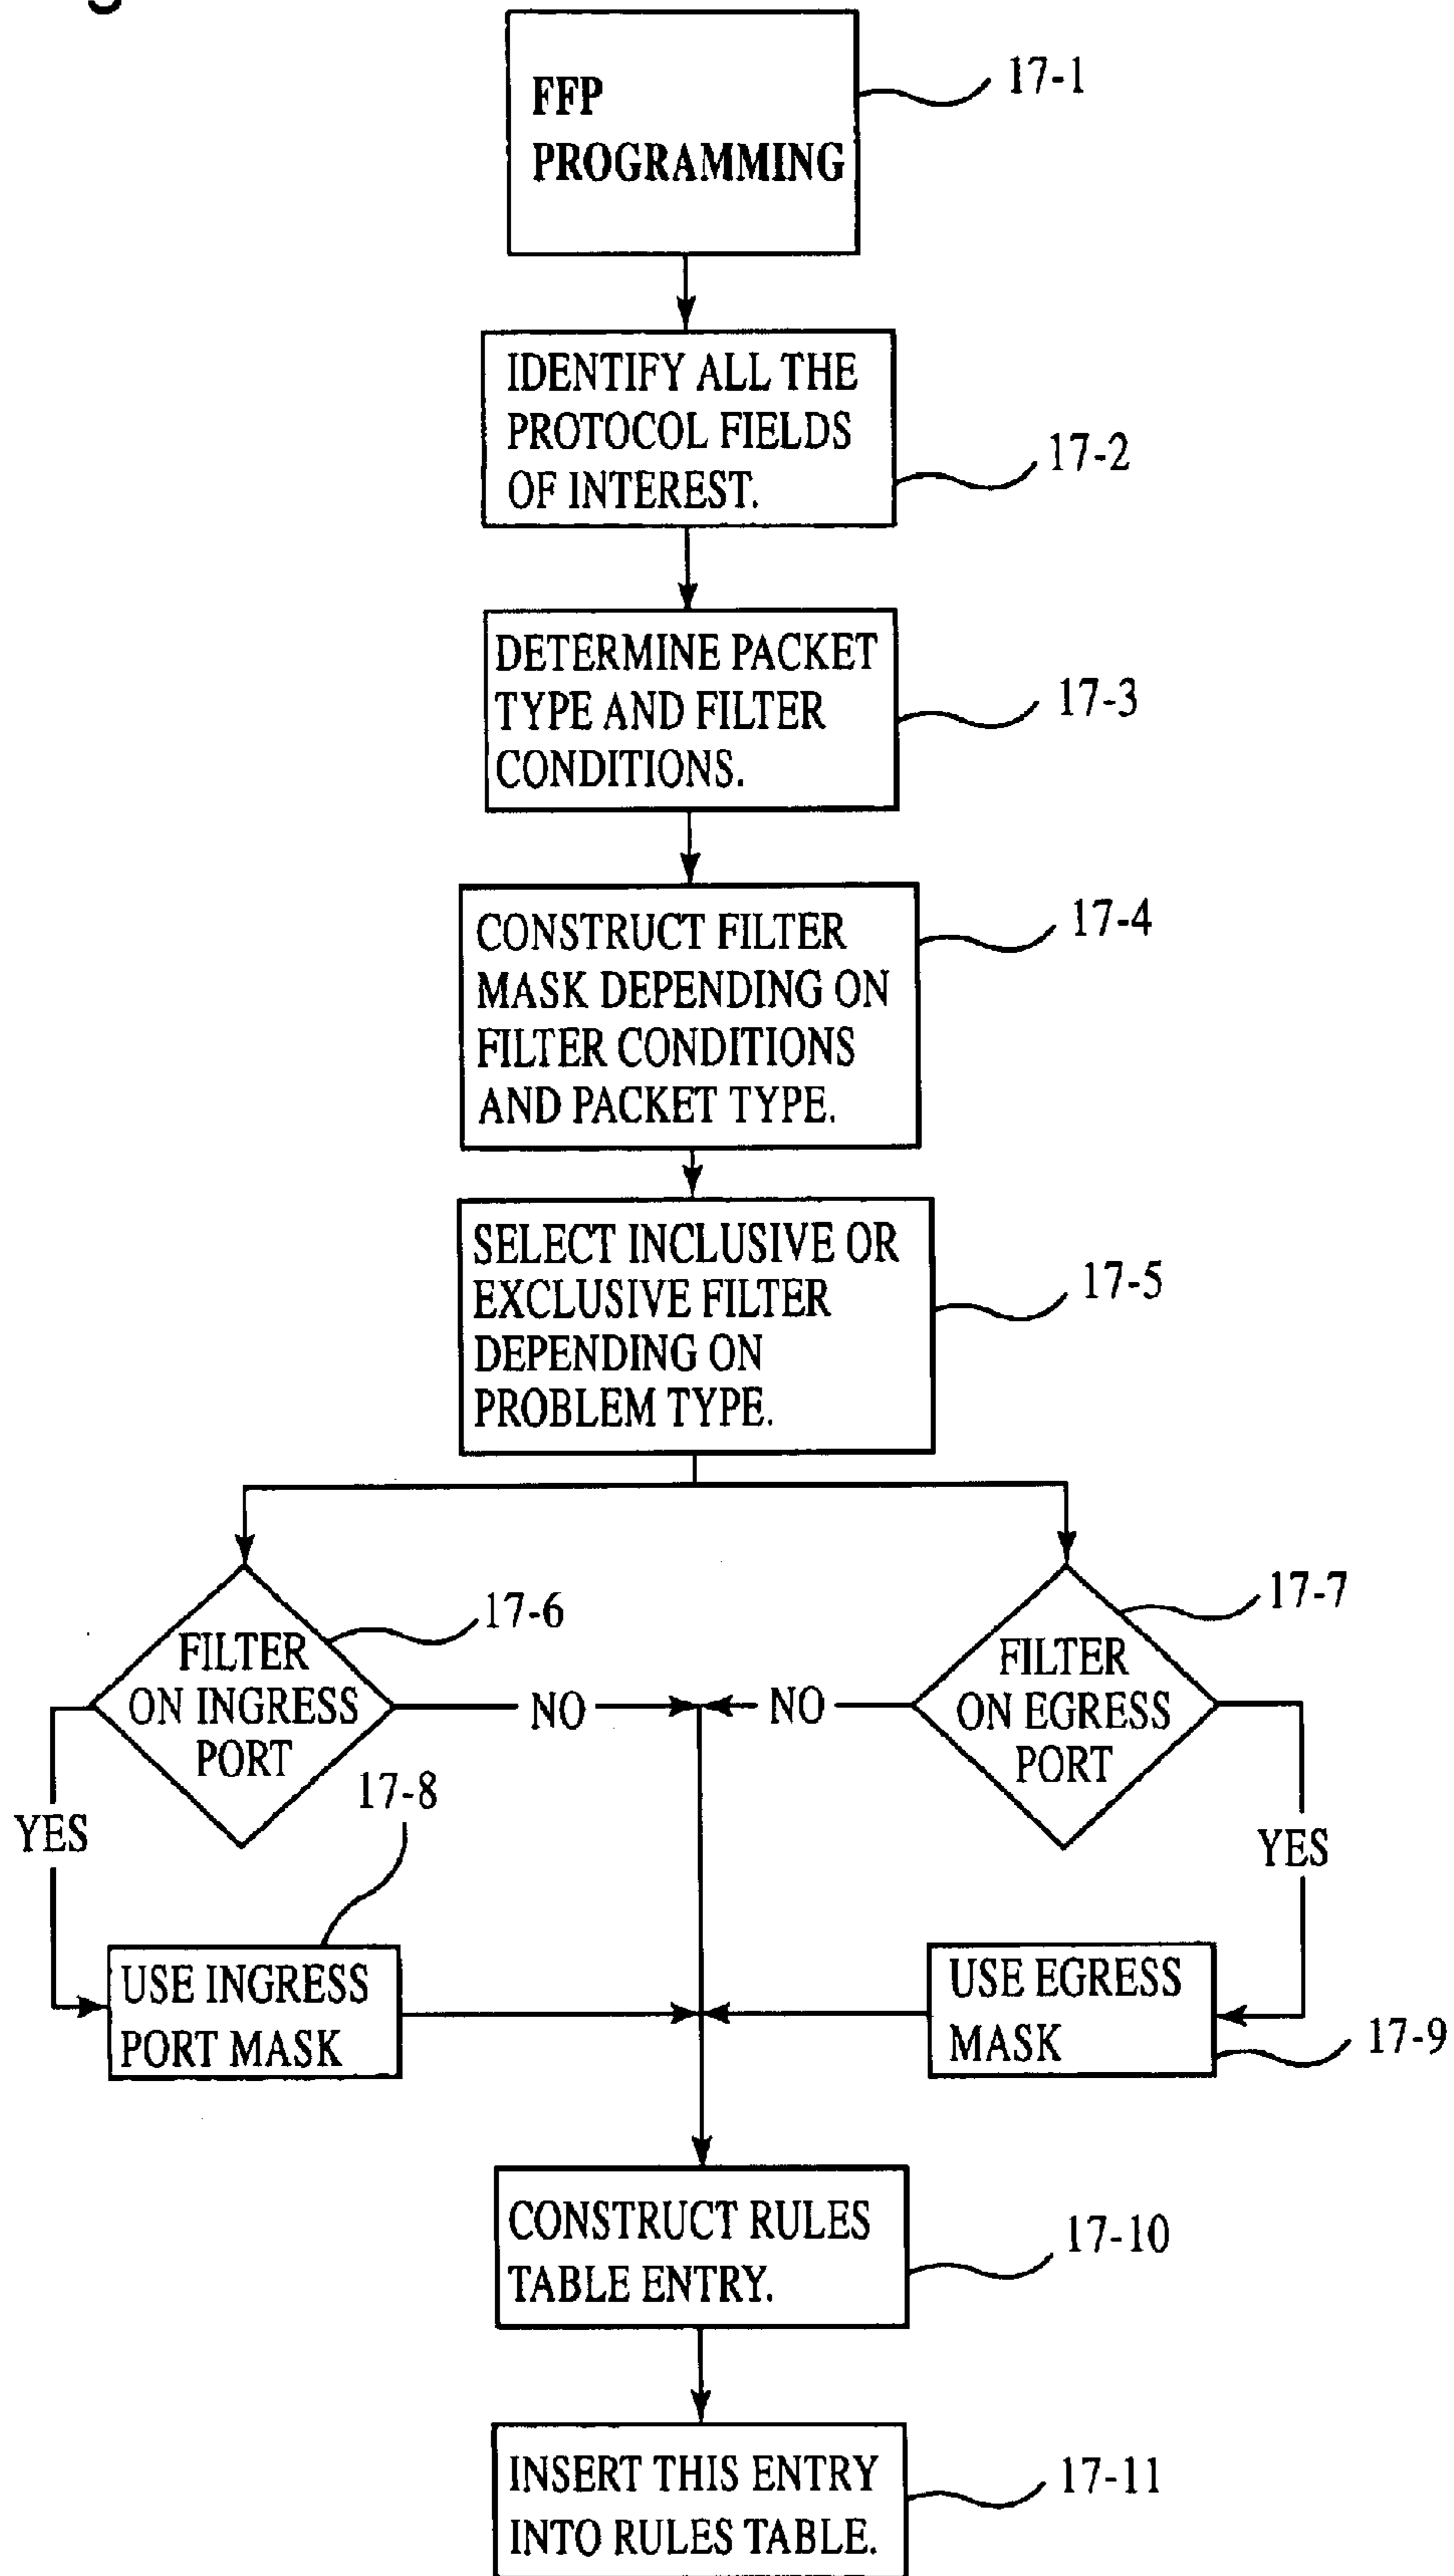 FFP
PROGRAMMING
17-1
IDENTIFY ALL THE
PROTOCOL FIELDS
OF INTEREST.
17-2
DETERMINE PACKET
TYPE AND FILTER
CONDITIONS.
17-3
CONSTRUCT FILTER
MASK DEPENDING ON
FILTER CONDITIONS
AND PACKET TYPE.
17-4
SELECT INCLUSIVE OR
EXCLUSIVE FILTER
DEPENDING ON
PROBLEM TYPE.
17-5
FILTER
ON INGRESS
PORT
17-6
NO
NO
FILTER
ON EGRESS
PORT
17-7
YES
17-8
YES
USE INGRESS
PORT MASK
USE EGRESS
MASK
17-9
CONSTRUCT RULES
TABLE ENTRY.
17-10
INSERT THIS ENTRY
INTO RULES TABLE.
17-11